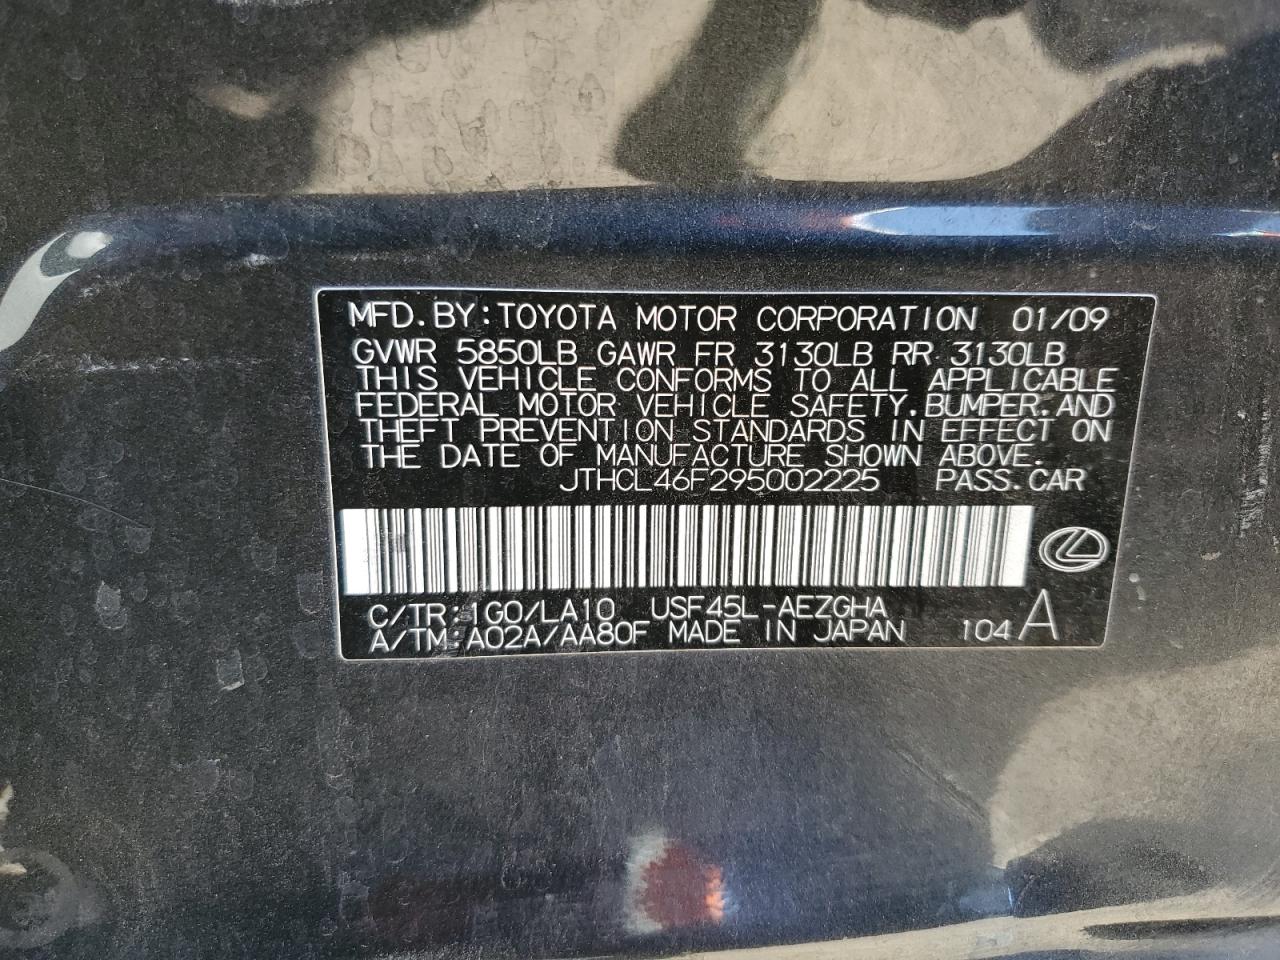 MFD. BY: TOYOTA MOTOR CORPORATION 01/09
GVWR 5850LB GAWR FR 3130LB RR 3130LB
THIS VEHICLE CONFORMS TO ALL APPLICABLE
FEDERAL MOTOR VEHICLE SAFETY. BUMPER. AND
THEFT PREVENTION STANDARDS IN EFFECT ON
THE DATE OF MANUFACTURE SHOWN ABOVE.
JTHCL46F295002225 PASS. CAR
C/TR: 1G0/LA10 USF45L-AEZGHA
A/TM: A02A/AA80F MADE IN JAPAN 104 A